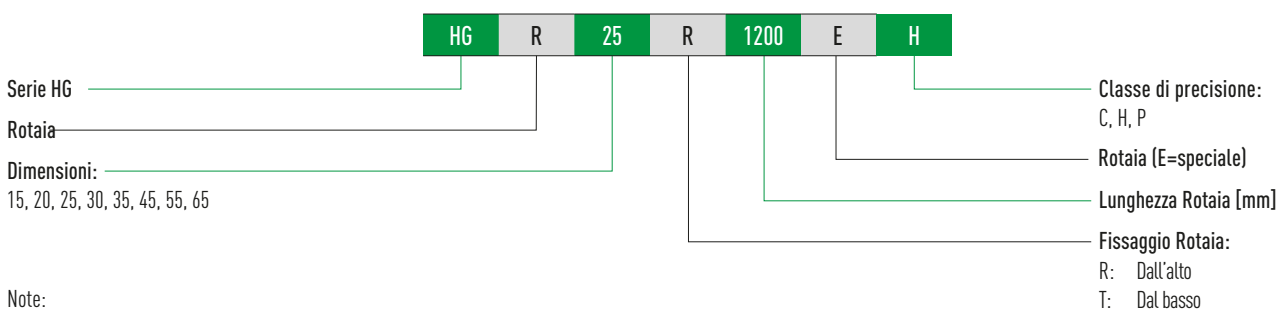 HG R 25 R 1200 E H
Serie HG
Rotaia
Dimensioni:
15, 20, 25, 30, 35, 45, 55, 65
Note:
Classe di precisione:
C, H, P
Rotaia (E=speciale)
Lunghezza Rotaia [mm]
Fissaggio Rotaia:
R: Dall'alto
T: Dal basso